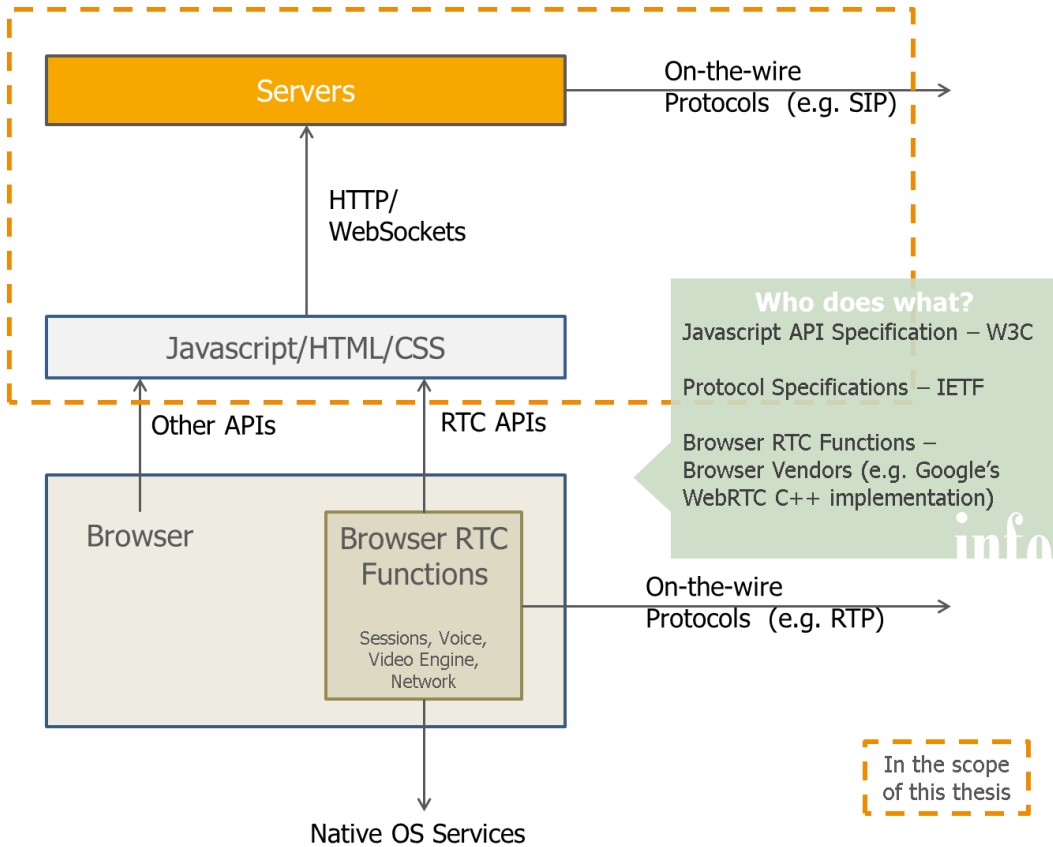 Servers
On-the-wire
Protocols (e.g. SIP)
HTTP/
WebSockets
Javascript/HTML/CSS
Who does what?
Javascript API Specification – W3C
Protocol Specifications – IETF
Browser RTC Functions –
Browser Vendors (e.g. Google's
WebRTC C++ implementation)
info
Other APIs
RTC APIs
Browser
Browser RTC
Functions
Sessions, Voice,
Video Engine,
Network
On-the-wire
Protocols (e.g. RTP)
In the scope
of this thesis
Native OS Services